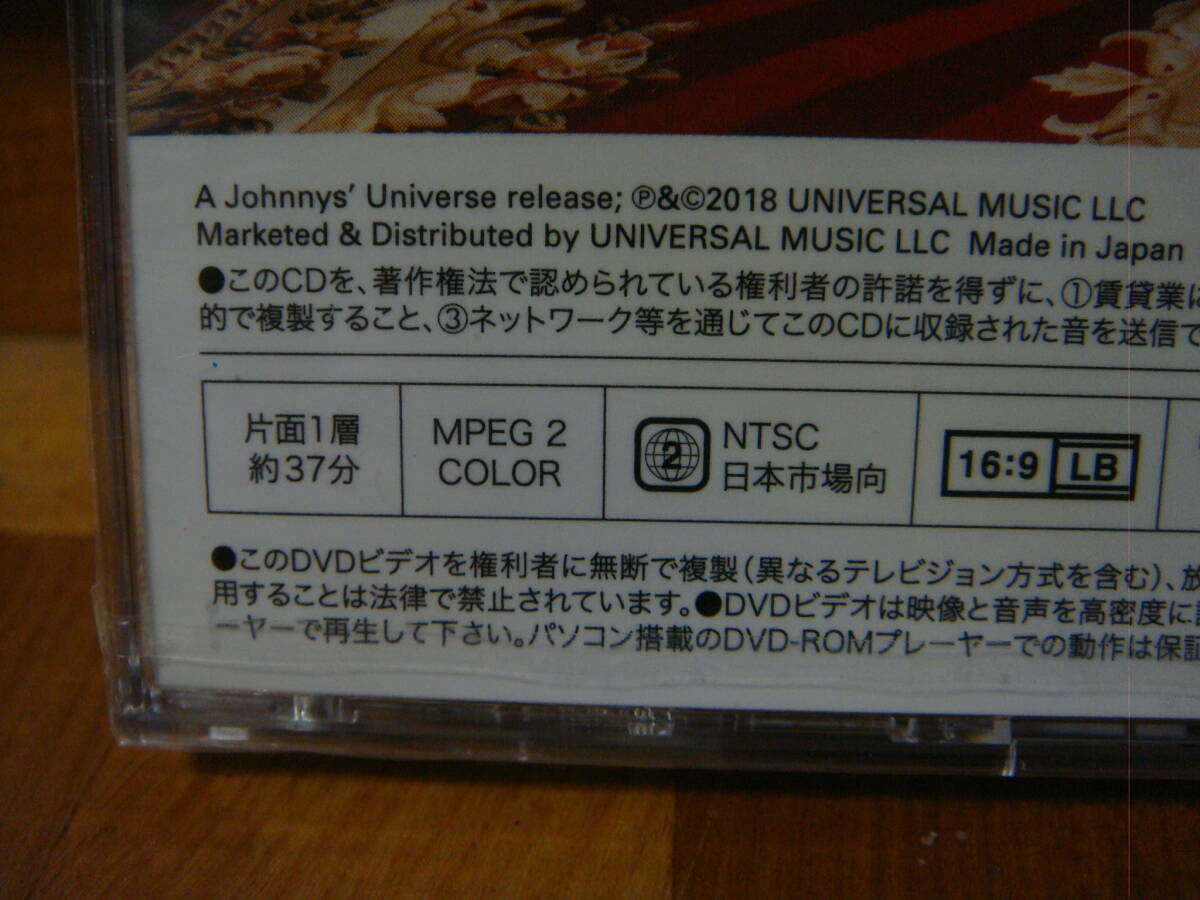 A Johnnys' Universe release; ℗&©2018 UNIVERSAL MUSIC LLC
Marketed & Distributed by UNIVERSAL MUSIC LLC Made in Japan
●このCDを、著作権法で認められている権利者の許諾を得ずに、①賃貸業に
的で複製すること、③ネットワーク等を通じてこのCDに収録された音を送信で
片面1層
約37分
MPEG 2
COLOR
2
NTSC
日本市場向
16:9 LB
●このDVDビデオを権利者に無断で複製(異なるテレビジョン方式を含む)、放
用することは法律で禁止されています。●DVDビデオは映像と音声を高密度に
ーヤーで再生して下さい。パソコン搭載のDVD-ROMプレーヤーでの動作は保証